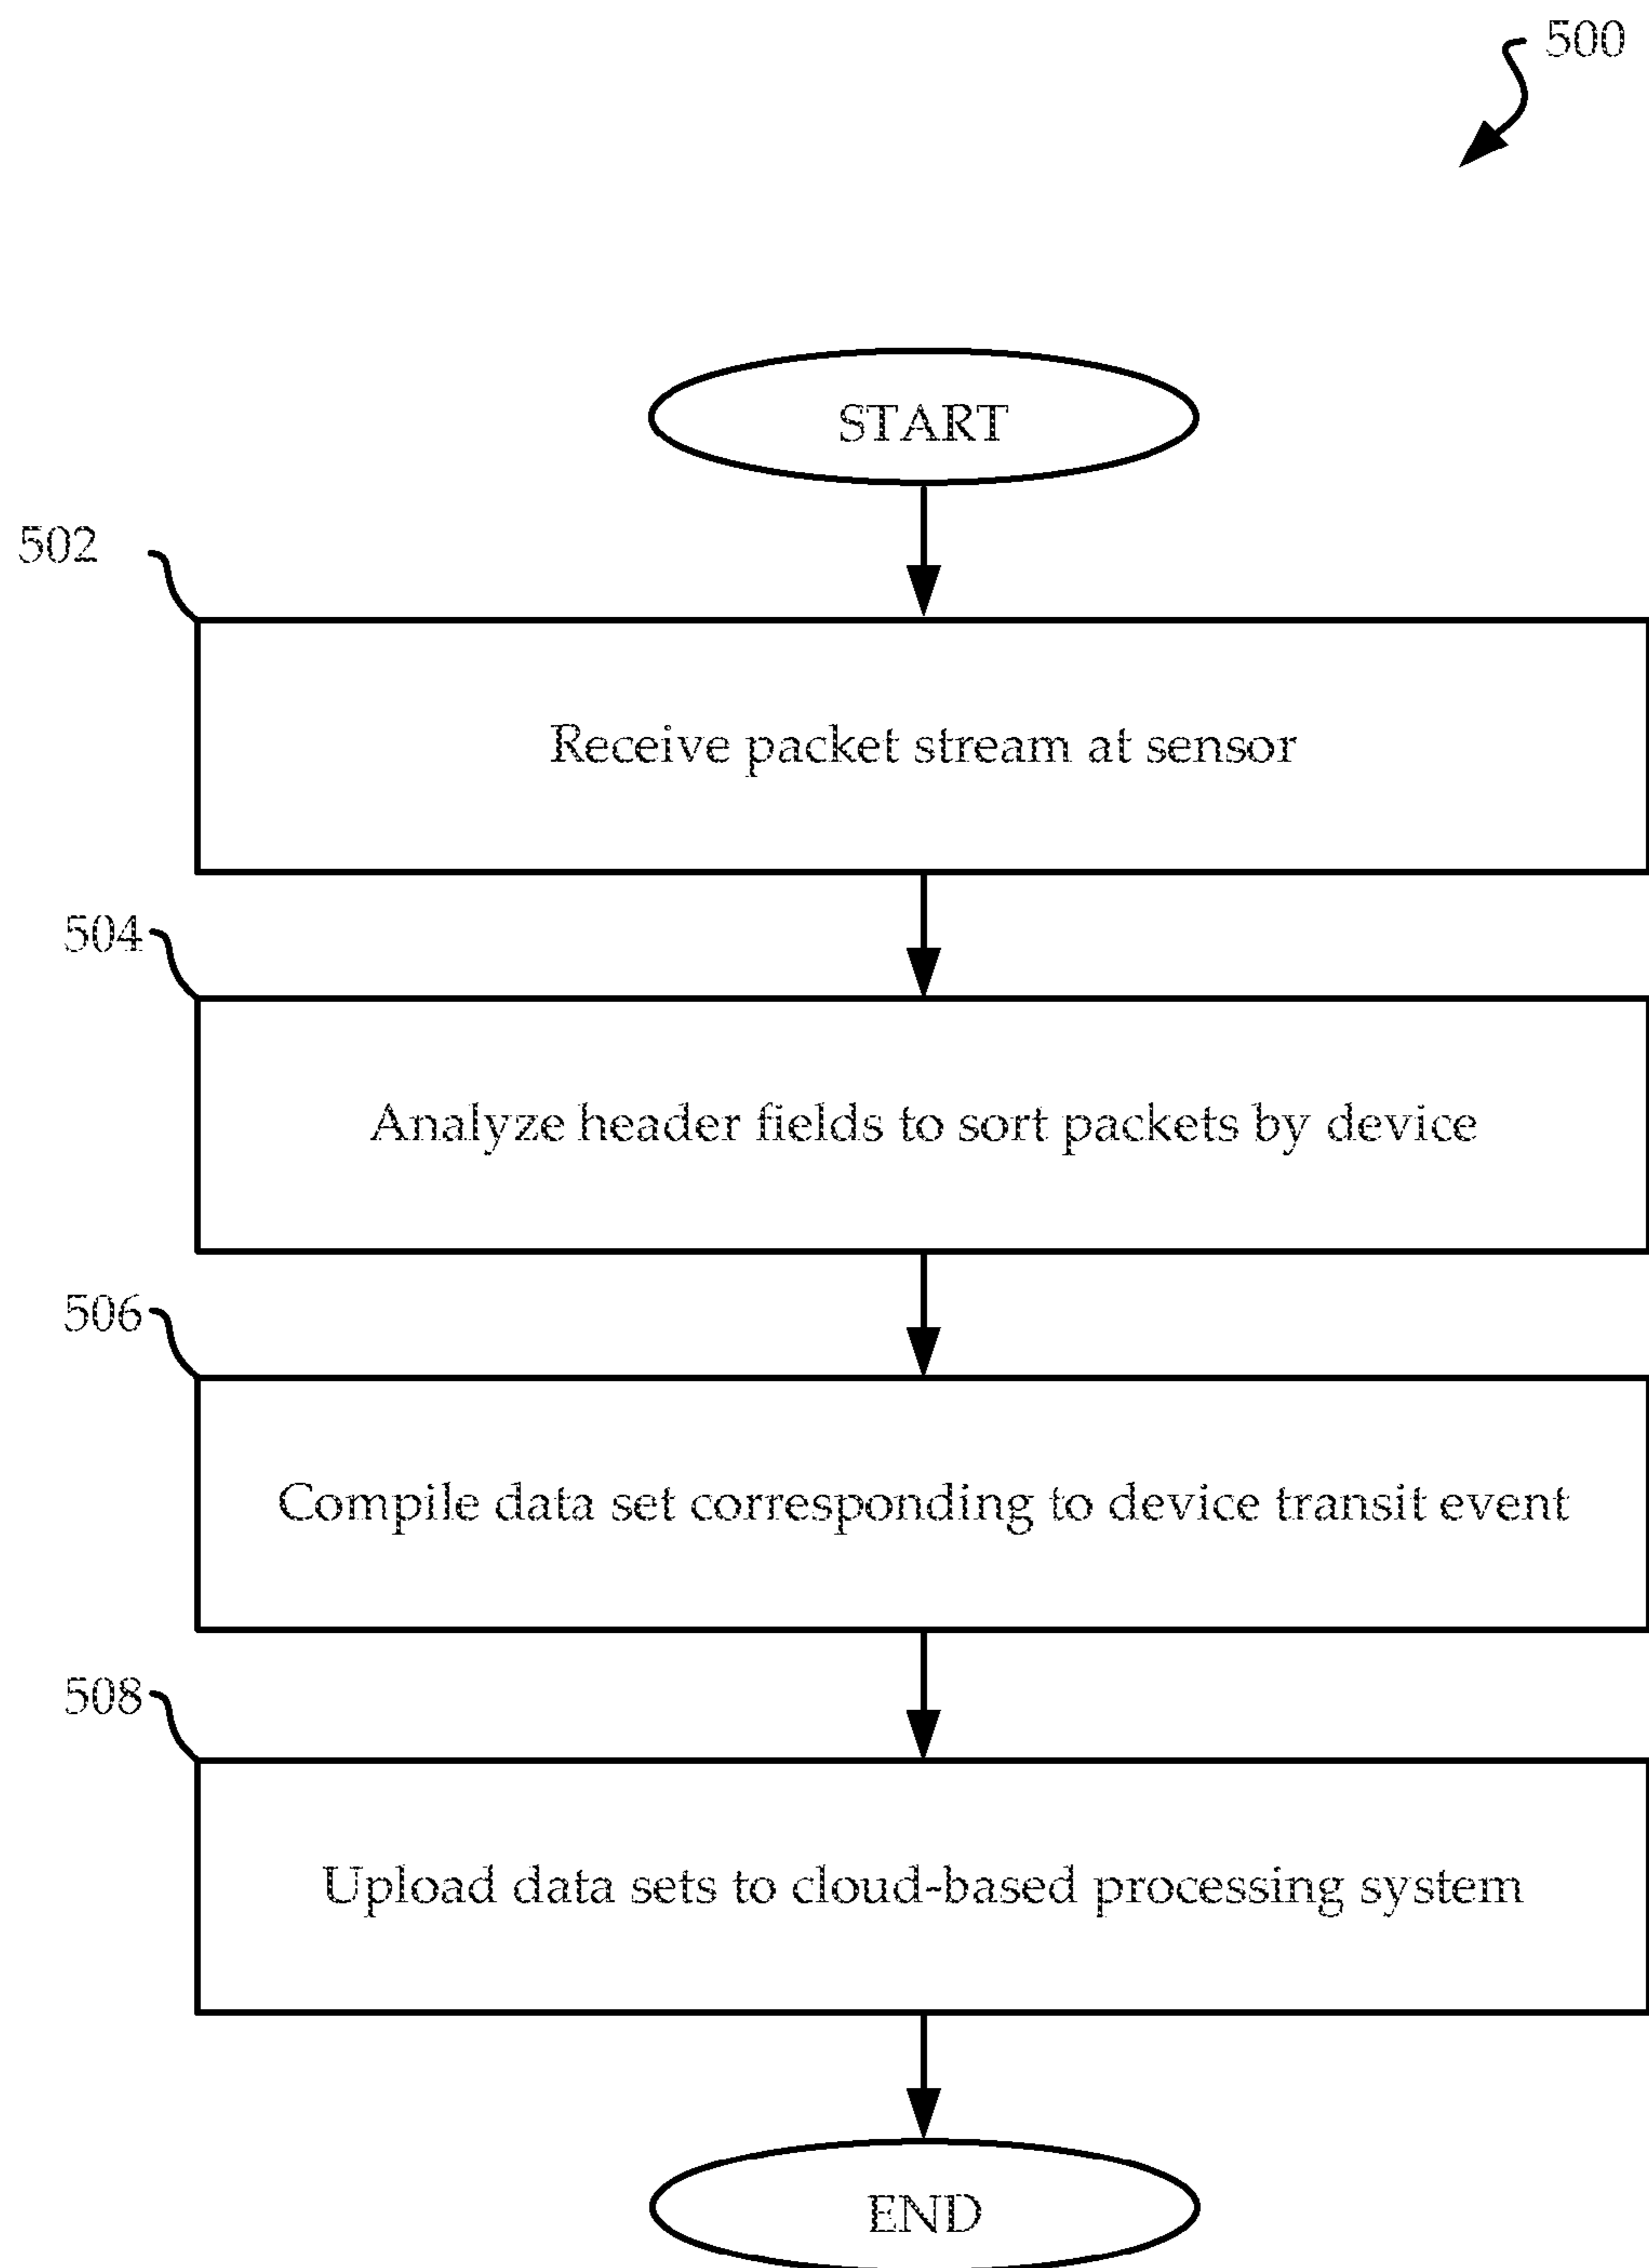 500
START
502
Receive packet stream at sensor
504
Analyze header fields to sort packets by device
506
Compile data set corresponding to device transit event
508
Upload data sets to cloud-based processing system
END